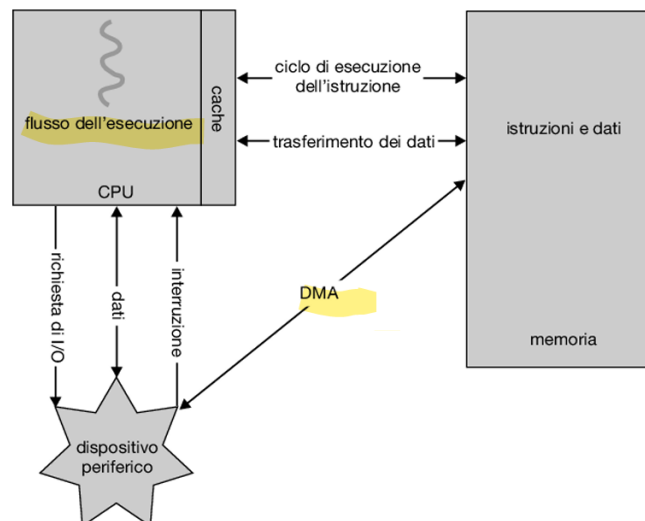 flusso dell'esecuzione
cache
CPU
ciclo di esecuzione
dell'istruzione
trasferimento dei dati
istruzioni e dati
memoria
richiesta di I/O
dati
interruzione
DMA
dispositivo
periferico